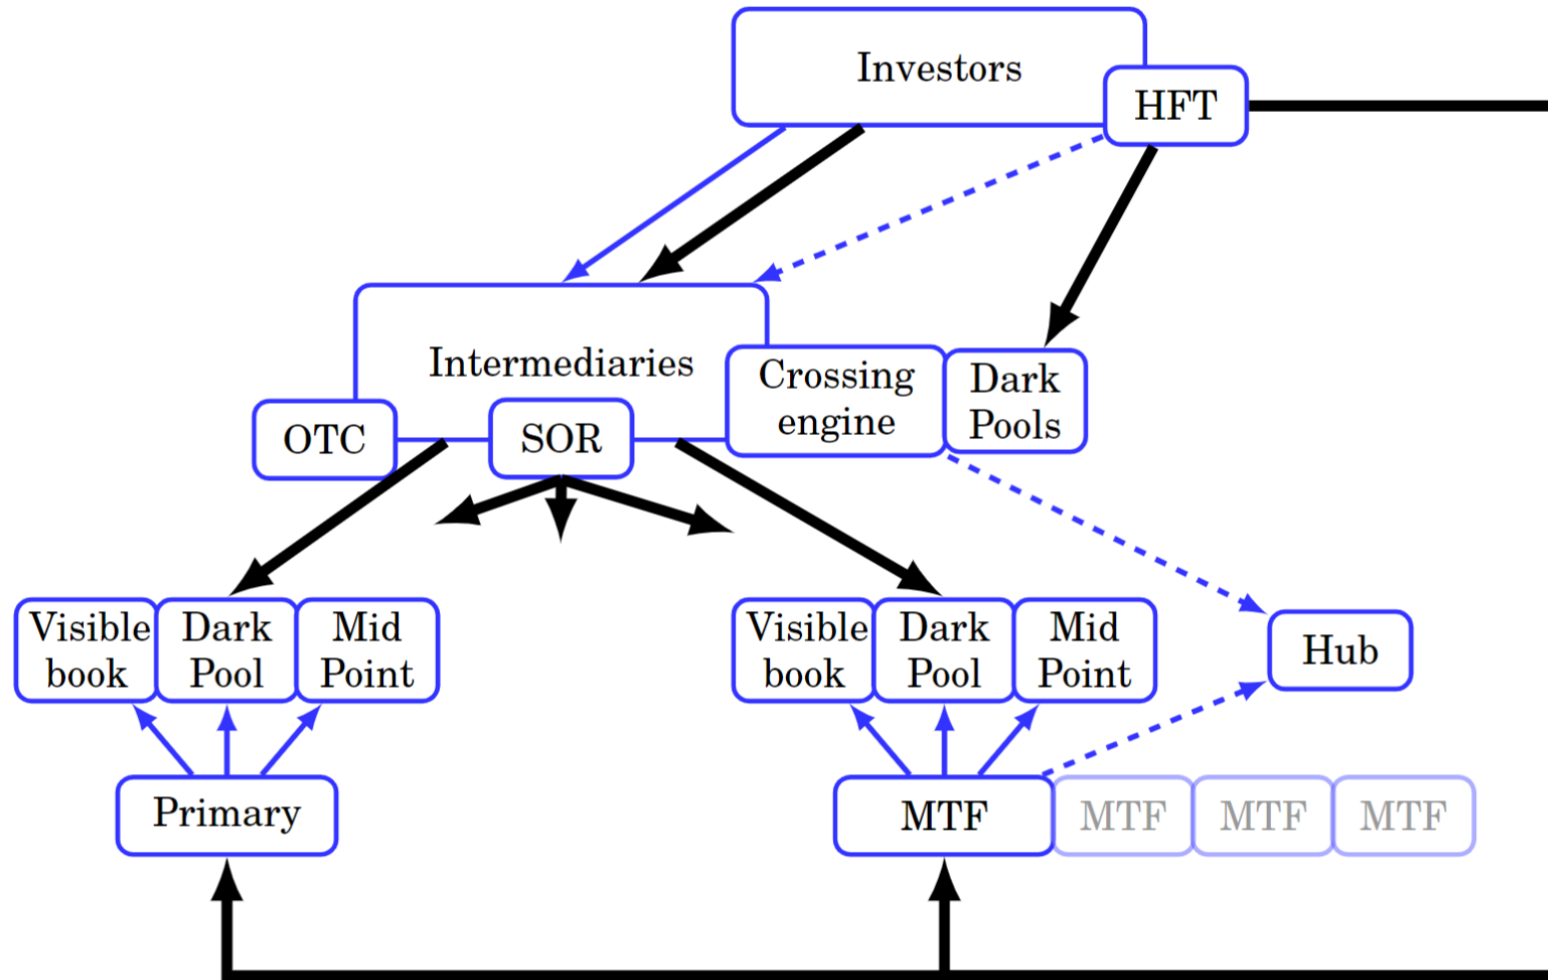 Investors
HFT
Intermediaries
Crossing
engine
Dark
Pools
OTC
SOR
Visible
book
Dark
Pool
Mid
Point
Visible
book
Dark
Pool
Mid
Point
Hub
Primary
MTF
MTF
MTF
MTF